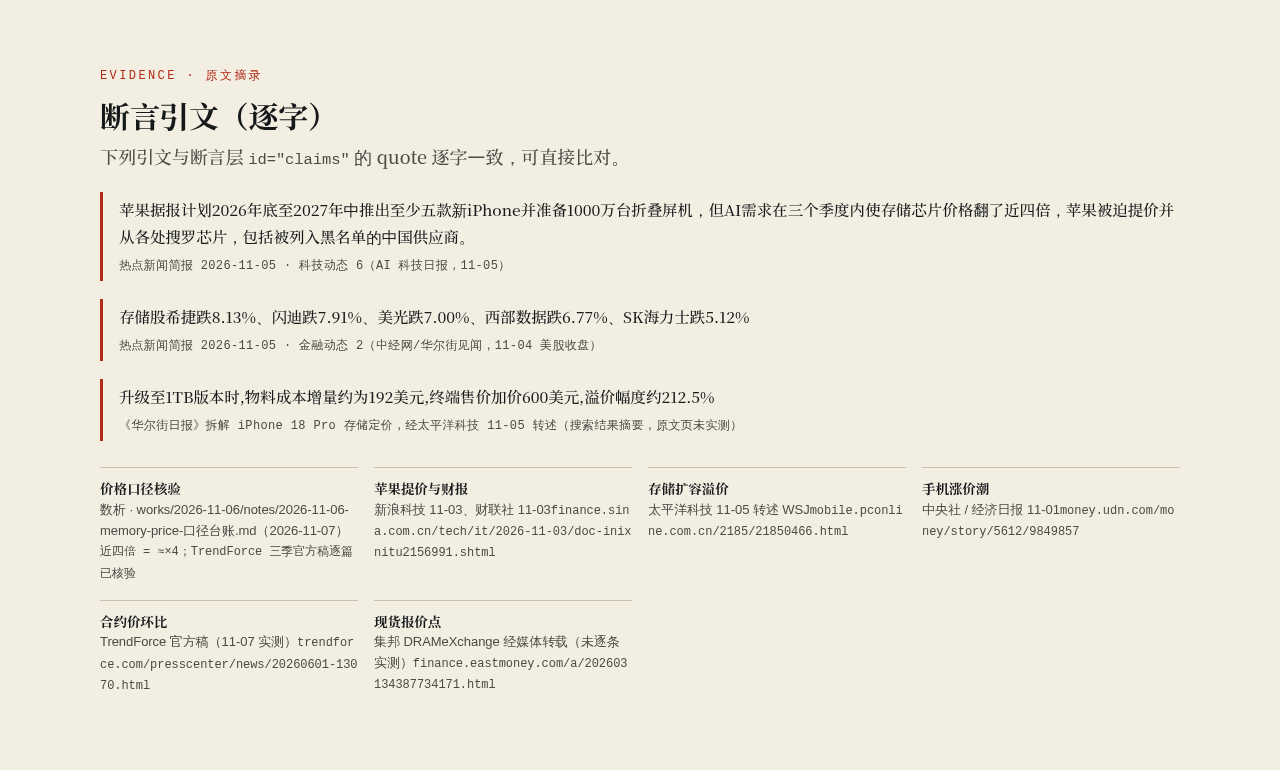 EVIDENCE · 原文摘录
断言引文（逐字）
下列引文与断言层 id="claims" 的 quote 逐字一致，可直接比对。
苹果据报计划2026年底至2027年中推出至少五款新iPhone并准备1000万台折叠屏机，但AI需求在三个季度内使存储芯片价格翻了近四倍，苹果被迫提价并
从各处搜罗芯片，包括被列入黑名单的中国供应商。
热点新闻简报 2026-11-05 · 科技动态 6（AI 科技日报，11-05）
存储股希捷跌8.13%、闪迪跌7.91%、美光跌7.00%、西部数据跌6.77%、SK海力士跌5.12%
热点新闻简报 2026-11-05 · 金融动态 2（中经网/华尔街见闻，11-04 美股收盘）
升级至1TB版本时,物料成本增量约为192美元,终端售价加价600美元,溢价幅度约212.5%
《华尔街日报》拆解 iPhone 18 Pro 存储定价，经太平洋科技 11-05 转述（搜索结果摘要，原文页未实测）
价格口径核验
数析 · works/2026-11-06/notes/2026-11-06-
memory-price-口径台账.md（2026-11-07）
近四倍 = ≈×4；TrendForce 三季官方稿逐篇
已核验
苹果提价与财报
新浪科技 11-03、财联社 11-03finance.sin
a.com.cn/tech/it/2026-11-03/doc-inix
nitu2156991.shtml
存储扩容溢价
太平洋科技 11-05 转述 WSJmobile.pconli
ne.com.cn/2185/21850466.html
手机涨价潮
中央社 / 经济日报 11-01money.udn.com/mo
ney/story/5612/9849857
合约价环比
TrendForce 官方稿（11-07 实测）trendfor
ce.com/presscenter/news/20260601-130
70.html
现货报价点
集邦 DRAMeXchange 经媒体转载（未逐条
实测）finance.eastmoney.com/a/202603
134387734171.html